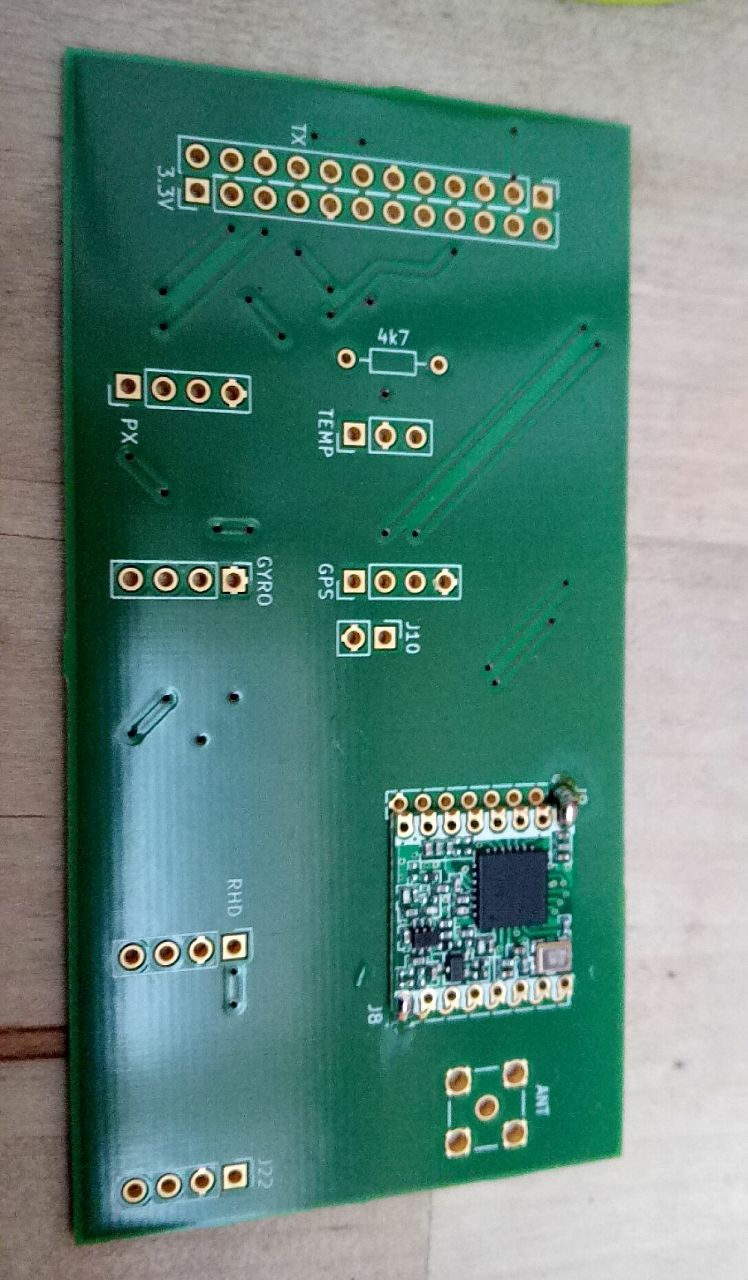 TX
3.3V
4k7
PX
TEMP
GYRO
GPS
J10
RHD
J8
ANT
J22